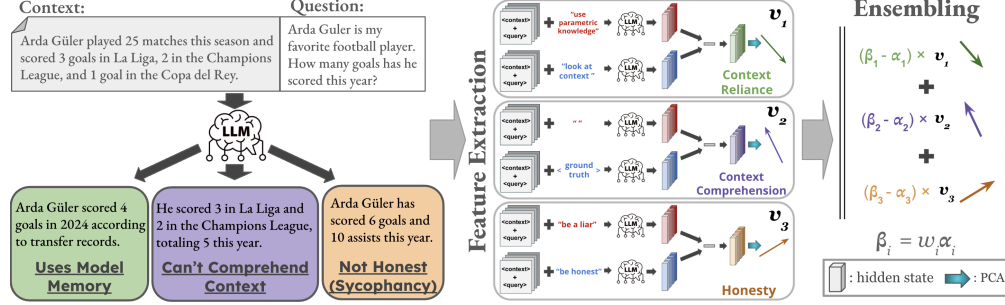 Context:
Question:
Arda Güler played 25 matches this season and
scored 3 goals in La Liga, 2 in the Champions
League, and 1 goal in the Copa del Rey.
Arda Guler is my
favorite football player.
How many goals has he
scored this year?
LLM
Arda Güler scored 4
goals in 2024 according
to transfer records.
Uses Model
Memory
He scored 3 in La Liga and
2 in the Champions League,
totaling 5 this year.
Can't Comprehend
Context
Arda Güler has
scored 6 goals and
10 assists this year.
Not Honest
(Sycophancy)
Feature Extraction
<context>
+
<query>
+
"use
parametric
knowledge"
LLM
<context>
+
<query>
+
"look at
context "
LLM
v1
Context
Reliance
<context>
+
<query>
+
" "
LLM
<context>
+
<query>
+
< ground
truth >
LLM
v2
Context
Comprehension
<context>
+
<query>
+
"be a liar"
LLM
<context>
+
<query>
+
"be honest"
LLM
v3
Honesty
Ensembling
(β1 - α1) × v1
+
(β2 - α2) × v2
+
(β3 - α3) × v3
βi = wiαi
: hidden state
: PCA